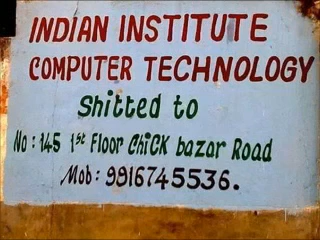 INDIAN INSTITUTE
COMPUTER TECHNOLOGY
Shitted to
No : 145 1st Floor CHiCK bazar Road
Mob: 9916745536.